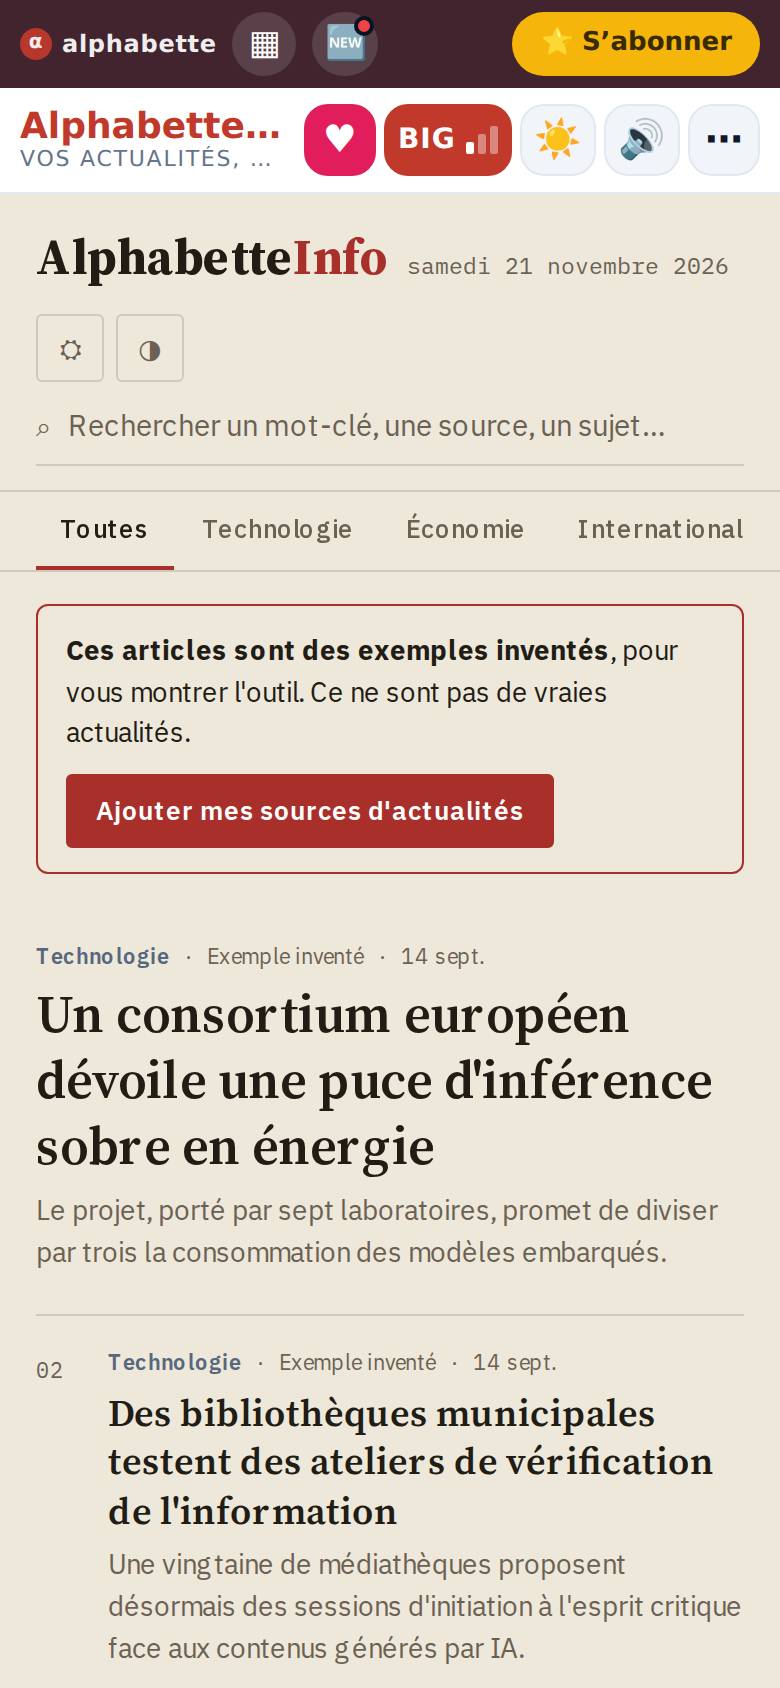 α alphabette NEW ⭐ S’abonner
Alphabette…
VOS ACTUALITÉS, …
BIG
AlphabetteInfo samedi 21 novembre 2026
Rechercher un mot-clé, une source, un sujet…
Toutes Technologie Économie International
Ces articles sont des exemples inventés, pour
vous montrer l'outil. Ce ne sont pas de vraies
actualités.
Ajouter mes sources d'actualités
Technologie · Exemple inventé · 14 sept.
Un consortium européen
dévoile une puce d'inférence
sobre en énergie
Le projet, porté par sept laboratoires, promet de diviser
par trois la consommation des modèles embarqués.
02
Technologie · Exemple inventé · 14 sept.
Des bibliothèques municipales
testent des ateliers de vérification
de l'information
Une vingtaine de médiathèques proposent
désormais des sessions d'initiation à l'esprit critique
face aux contenus générés par IA.